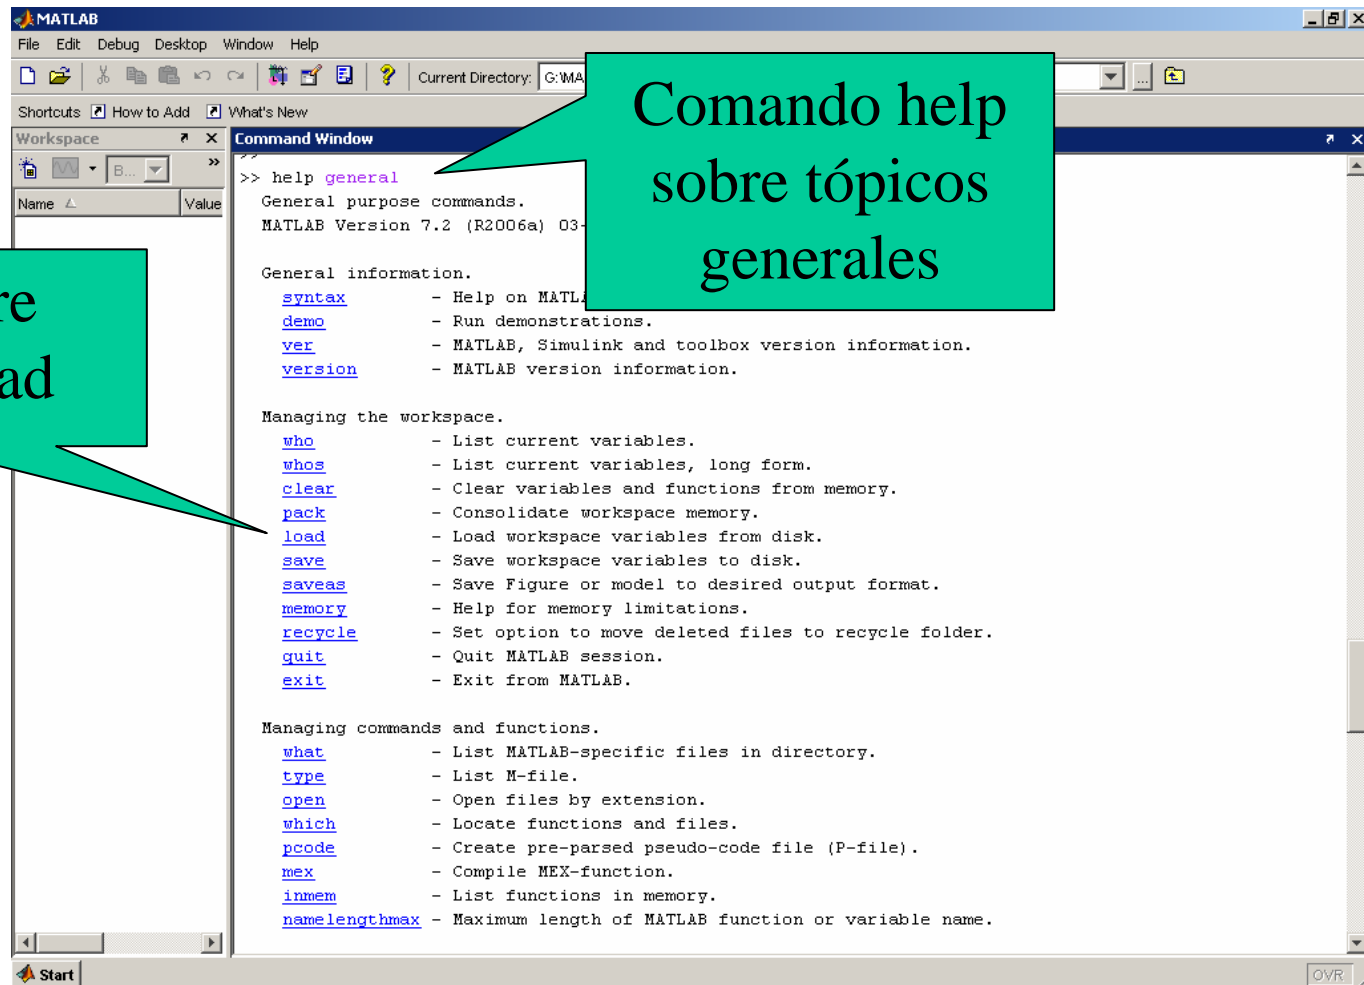 MATLAB
File Edit Debug Desktop Window Help
Current Directory: G:\MA
Shortcuts How to Add What's New
Workspace
B...
Name Value
Command Window
>>
>> help general
General purpose commands.
MATLAB Version 7.2 (R2006a) 03-
General information.
syntax - Help on MATLA
demo - Run demonstrations.
ver - MATLAB, Simulink and toolbox version information.
version - MATLAB version information.
Managing the workspace.
who - List current variables.
whos - List current variables, long form.
clear - Clear variables and functions from memory.
pack - Consolidate workspace memory.
load - Load workspace variables from disk.
save - Save workspace variables to disk.
saveas - Save Figure or model to desired output format.
memory - Help for memory limitations.
recycle - Set option to move deleted files to recycle folder.
quit - Quit MATLAB session.
exit - Exit from MATLAB.
Managing commands and functions.
what - List MATLAB-specific files in directory.
type - List M-file.
open - Open files by extension.
which - Locate functions and files.
pcode - Create pre-parsed pseudo-code file (P-file).
mex - Compile MEX-function.
inmem - List functions in memory.
namelengthmax - Maximum length of MATLAB function or variable name.
Comando help
sobre tópicos
generales
re
ad
Start
OVR